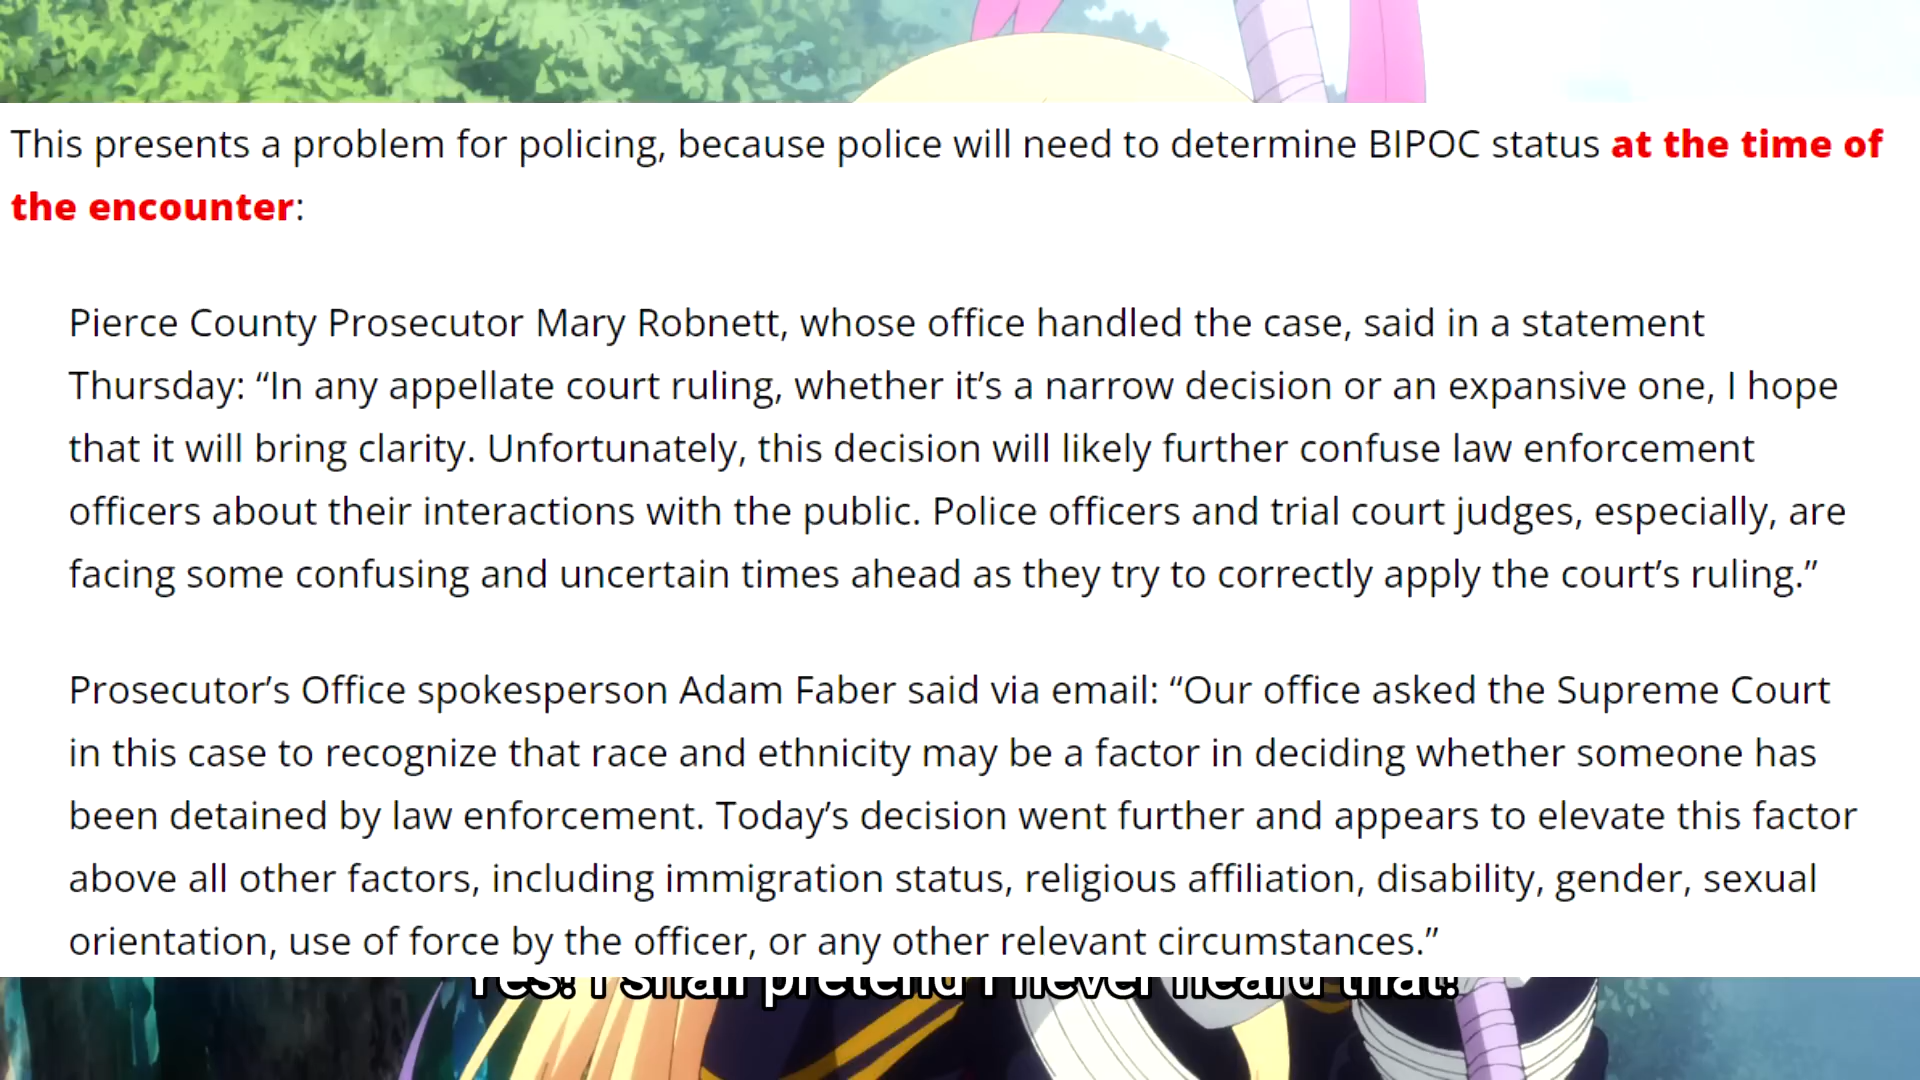 This presents a problem for policing, because police will need to determine BIPOC status at the time of
the encounter:
Pierce County Prosecutor Mary Robnett, whose office handled the case, said in a statement
Thursday: “In any appellate court ruling, whether it’s a narrow decision or an expansive one, I hope
that it will bring clarity. Unfortunately, this decision will likely further confuse law enforcement
officers about their interactions with the public. Police officers and trial court judges, especially, are
facing some confusing and uncertain times ahead as they try to correctly apply the court’s ruling.”
Prosecutor’s Office spokesperson Adam Faber said via email: “Our office asked the Supreme Court
in this case to recognize that race and ethnicity may be a factor in deciding whether someone has
been detained by law enforcement. Today’s decision went further and appears to elevate this factor
above all other factors, including immigration status, religious affiliation, disability, gender, sexual
orientation, use of force by the officer, or any other relevant circumstances.”
Yes! I shall pretend I never heard that!